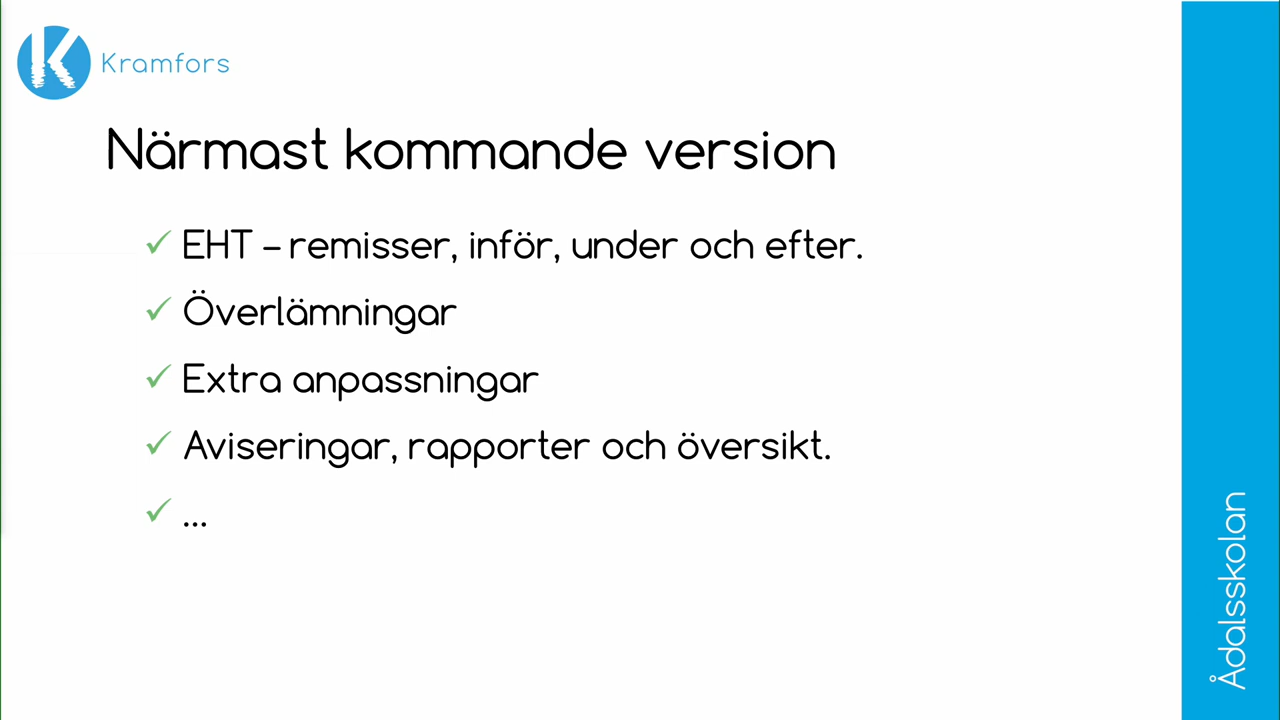 Kramfors
Närmast kommande version
✓ EHT – remisser, inför, under och efter.
✓ Överlämningar
✓ Extra anpassningar
✓ Aviseringar, rapporter och översikt.
✓ ...
Ådalsskolan